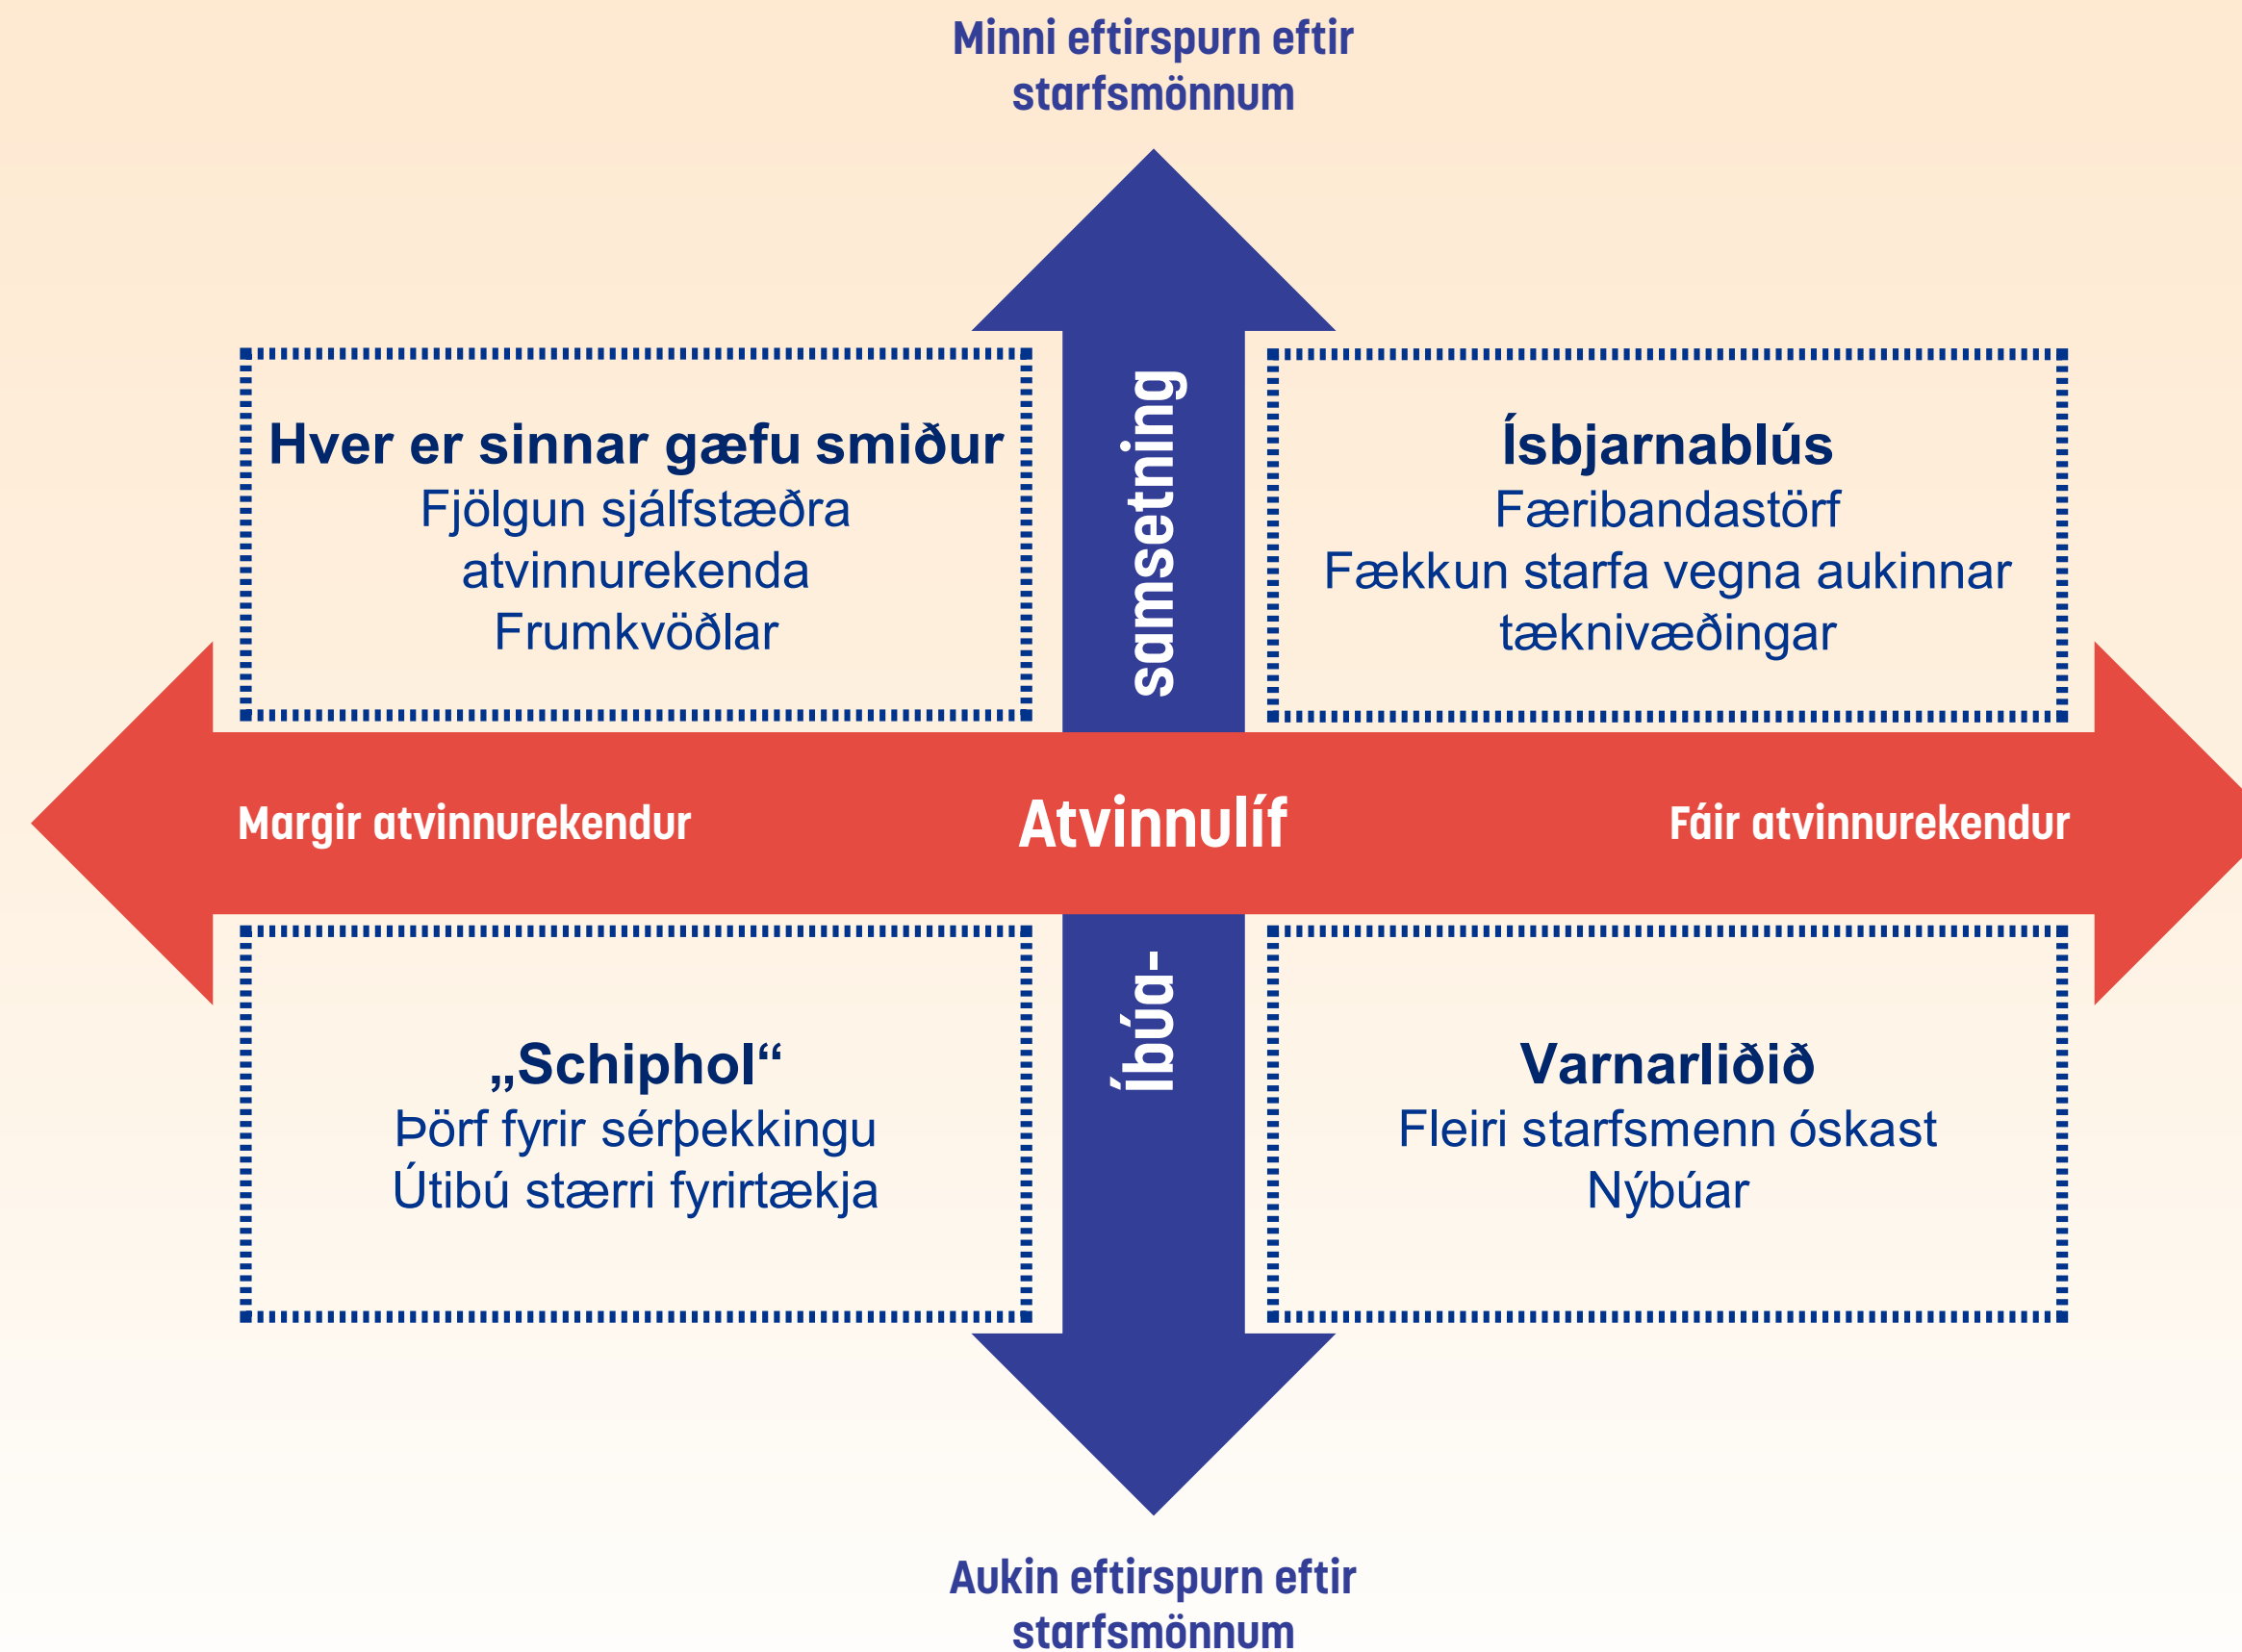 Minni eftirspurn eftir
starfsmönnum
Hver er sinnar gæfu smiður
Fjölgun sjálfstæðra
atvinnurekenda
Frumkvöðlar
samsetning
Ísbjarnablús
Færibandastörf
Fækkun starfa vegna aukinnar
tæknivæðingar
Margir atvinnurekendur
Atvinnulíf
Fáir atvinnurekendur
„Schiphol“
Þörf fyrir sérþekkingu
Útibú stærri fyrirtækja
Íbúa-
Varnarliðið
Fleiri starfsmenn óskast
Nýbúar
Aukin eftirspurn eftir
starfsmönnum